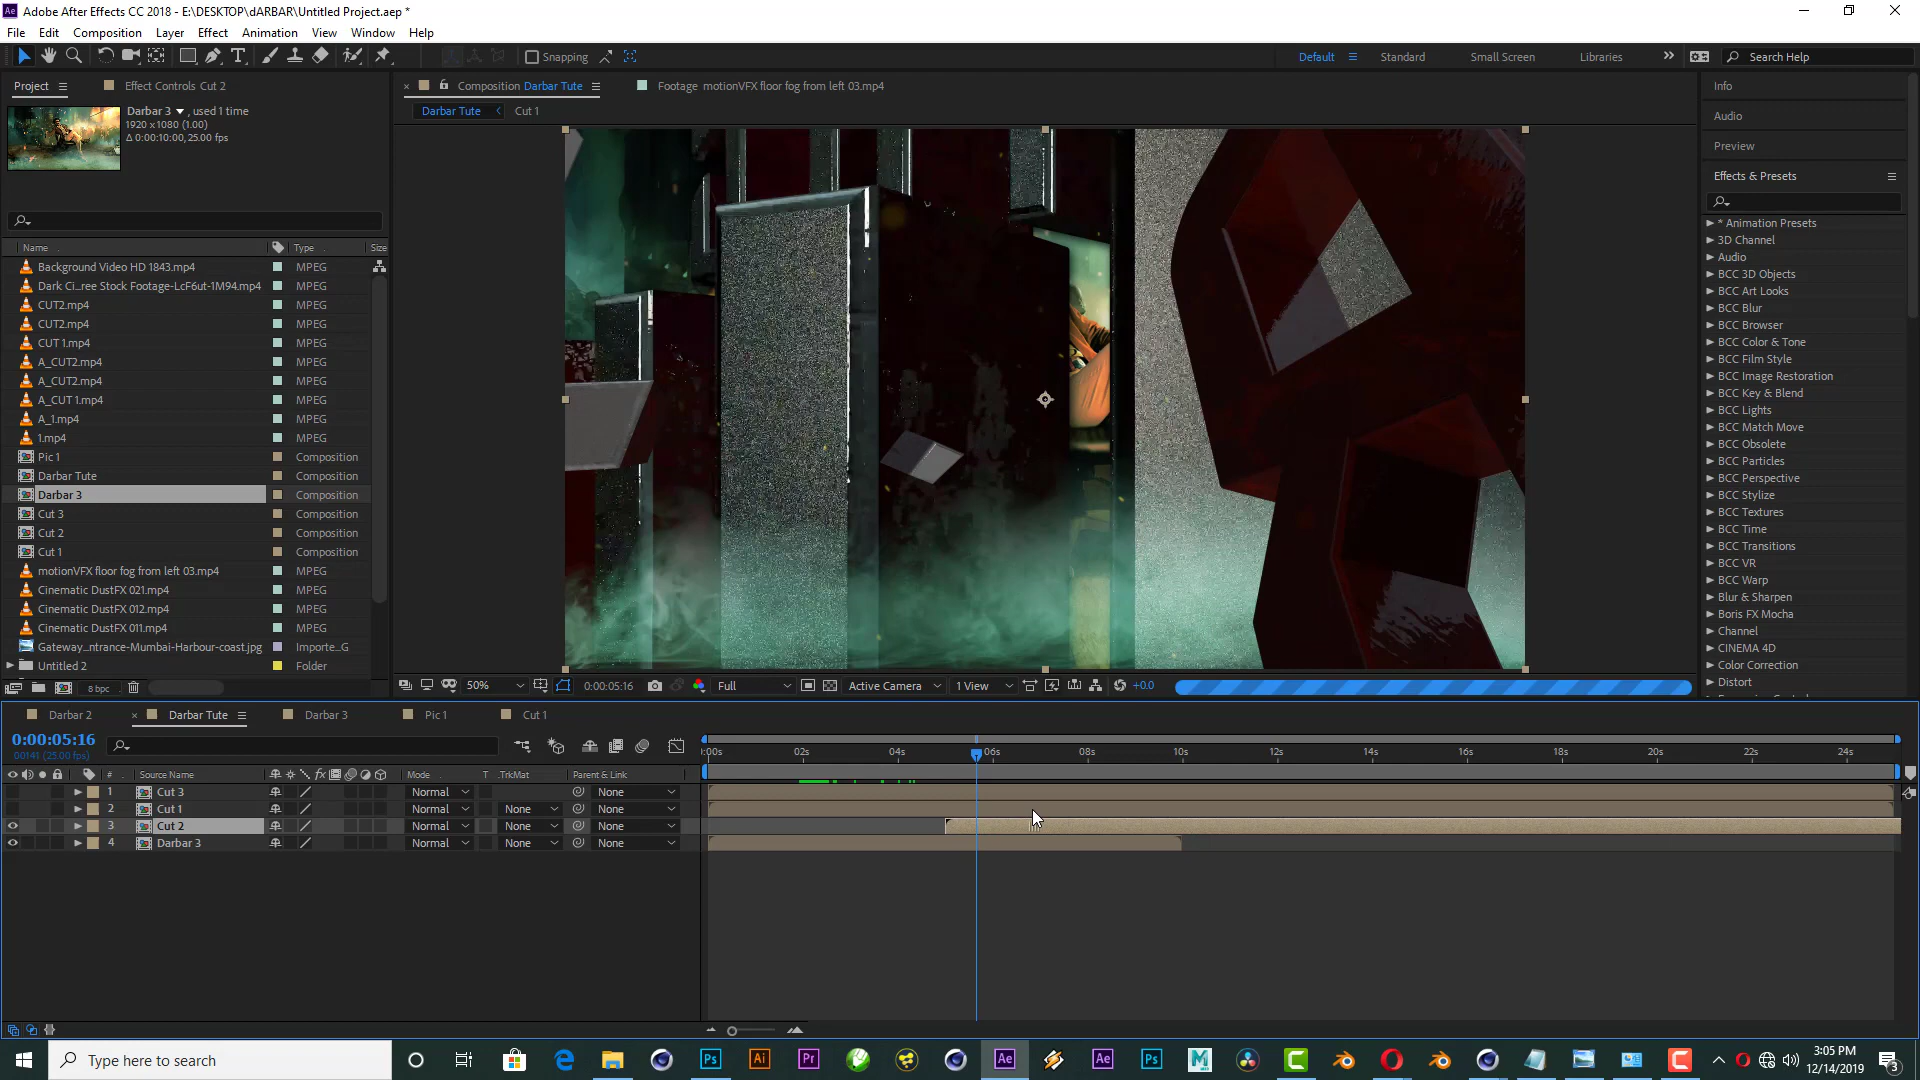 Adobe After Effects CC 2018 - E:\DESKTOP\dARBAR\Untitled Project.aep *
File Edit Composition Layer Effect Animation View Window Help
Snapping
Default Standard Small Screen Libraries
Search Help
Project Effect Controls Cut 2
Composition Darbar Tute
Footage motionVFX floor fog from left 03.mp4
Darbar Tute Cut 1
Darbar 3 , used 1 time
1920 x1080 (1.00)
Δ 0:00:10:00, 25.00 fps
Name Type Size
Background Video HD 1843.mp4 MPEG
Dark Ci...ree Stock Footage-LcF6ut-1M94.mp4 MPEG
CUT2.mp4 MPEG
CUT2.mp4 MPEG
CUT 1.mp4 MPEG
A_CUT2.mp4 MPEG
A_CUT2.mp4 MPEG
A_CUT 1.mp4 MPEG
A_1.mp4 MPEG
1.mp4 MPEG
Pic 1 Composition
Darbar Tute Composition
Darbar 3 Composition
Cut 3 Composition
Cut 2 Composition
Cut 1 Composition
motionVFX floor fog from left 03.mp4 MPEG
Cinematic DustFX 021.mp4 MPEG
Cinematic DustFX 012.mp4 MPEG
Cinematic DustFX 011.mp4 MPEG
Gateway...ntrance-Mumbai-Harbour-coast.jpg Importe...G
Untitled 2 Folder
8 bpc
50% 0:00:05:16 Full Active Camera 1 View +0.0
Info
Audio
Preview
Effects & Presets
* Animation Presets
3D Channel
Audio
BCC 3D Objects
BCC Art Looks
BCC Blur
BCC Browser
BCC Color & Tone
BCC Film Style
BCC Image Restoration
BCC Key & Blend
BCC Lights
BCC Match Move
BCC Obsolete
BCC Particles
BCC Perspective
BCC Stylize
BCC Textures
BCC Time
BCC Transitions
BCC VR
BCC Warp
Blur & Sharpen
Boris FX Mocha
Channel
CINEMA 4D
Color Correction
Distort
Darbar 2 Darbar Tute Darbar 3 Pic 1 Cut 1
0:00:05:16
00141 (25.00 fps)
:00s 02s 04s 06s 08s 10s 12s 14s 16s 18s 20s 22s 24s
# Source Name Mode T .TrkMat Parent & Link
1 Cut 3 Normal None
2 Cut 1 Normal None None
3 Cut 2 Normal None None
4 Darbar 3 Normal None None
Type here to search
3:05 PM
12/14/2019
3